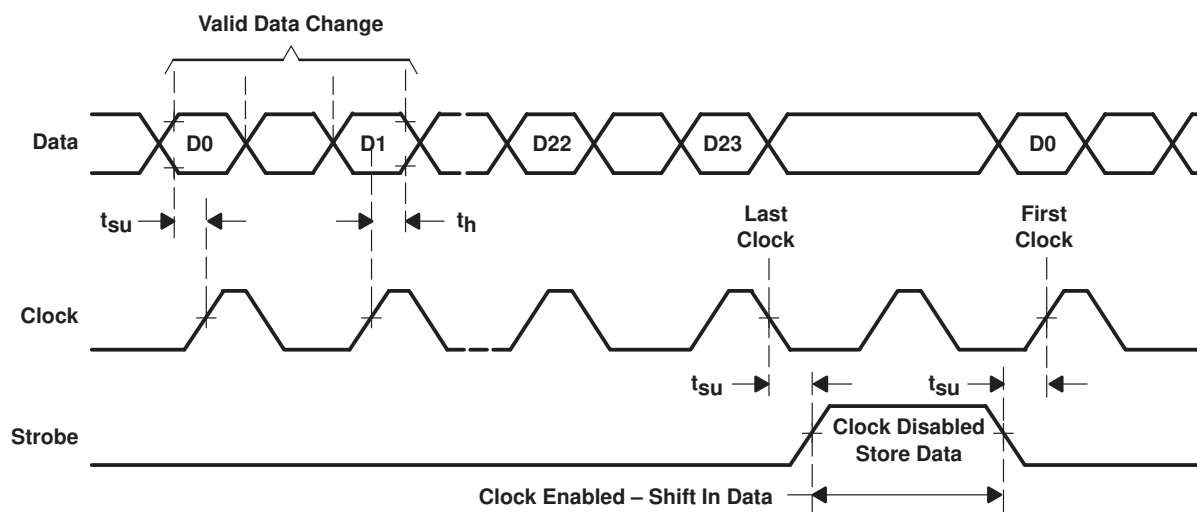 Valid Data Change
Data
D0
D1
D22
D23
D0
tsu
th
Last
Clock
First
Clock
Clock
tsu
tsu
Strobe
Clock Disabled
Store Data
Clock Enabled – Shift In Data